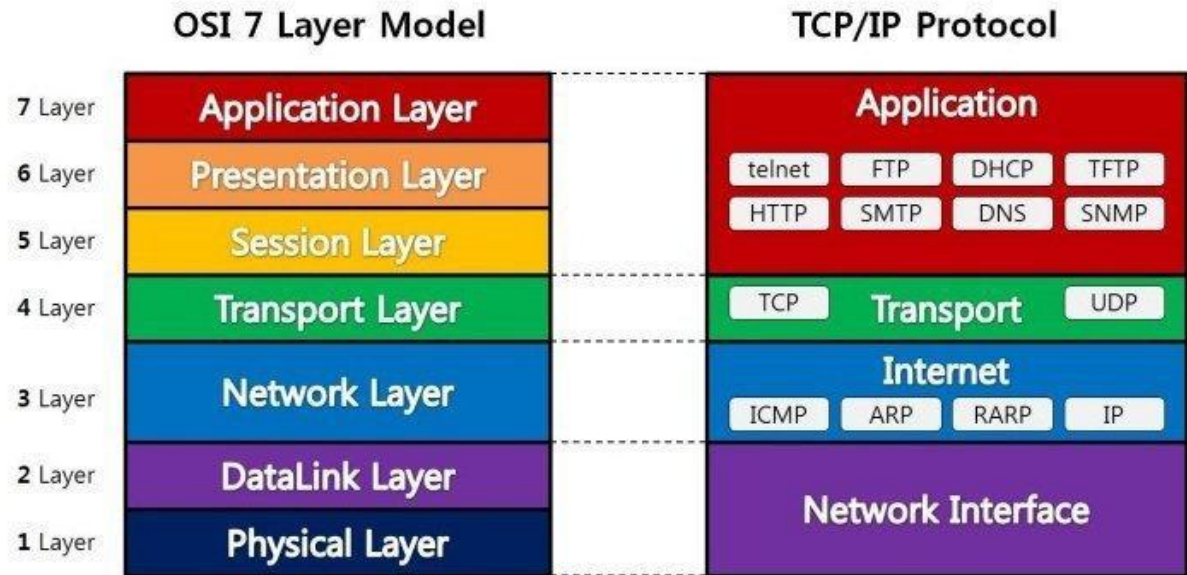 OSI 7 Layer Model
TCP/IP Protocol
7 Layer
Application Layer
6 Layer
Presentation Layer
5 Layer
Session Layer
4 Layer
Transport Layer
3 Layer
Network Layer
2 Layer
DataLink Layer
1 Layer
Physical Layer
Application
telnet FTP DHCP TFTP
HTTP SMTP DNS SNMP
TCP Transport UDP
Internet
ICMP ARP RARP IP
Network Interface